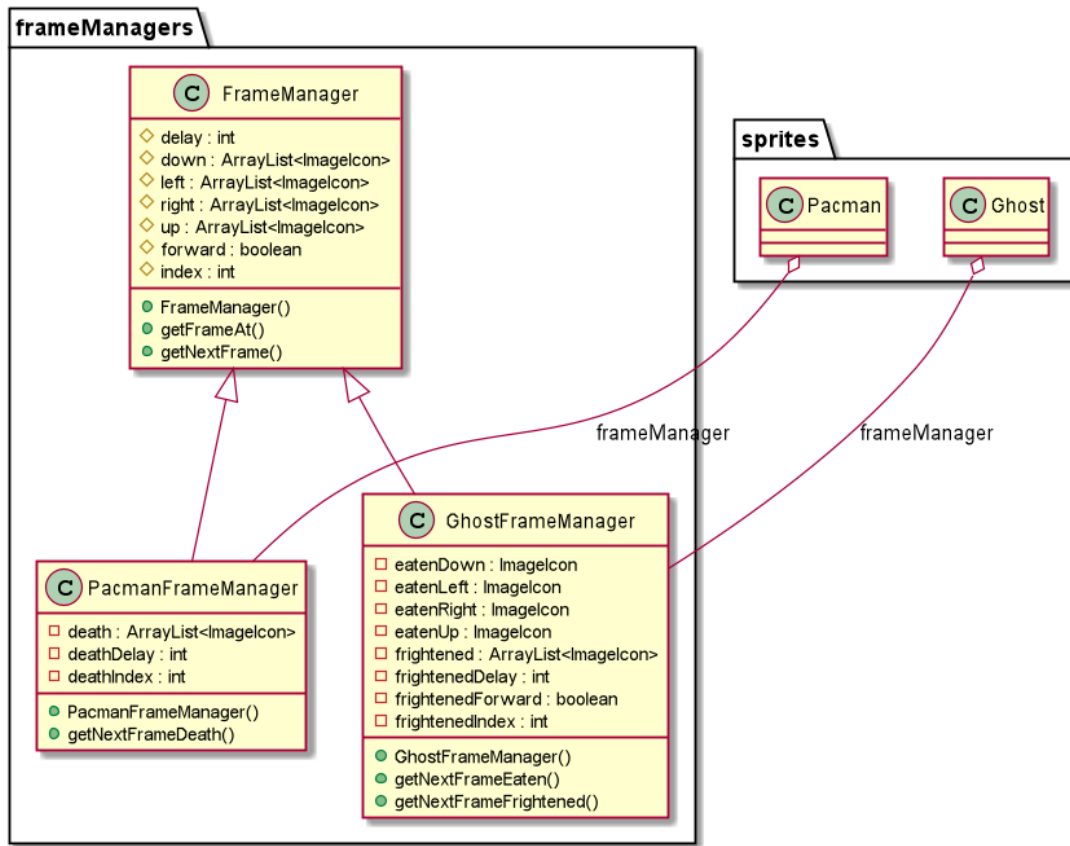 frameManagers
C FrameManager
delay : int
down : ArrayList<ImageIcon>
left : ArrayList<ImageIcon>
right : ArrayList<ImageIcon>
up : ArrayList<ImageIcon>
forward : boolean
index : int
FrameManager()
getFrameAt()
getNextFrame()
sprites
C Pacman
C Ghost
frameManager
frameManager
C PacmanFrameManager
death : ArrayList<ImageIcon>
deathDelay : int
deathIndex : int
PacmanFrameManager()
getNextFrameDeath()
C GhostFrameManager
eatenDown : ImageIcon
eatenLeft : ImageIcon
eatenRight : ImageIcon
eatenUp : ImageIcon
frightened : ArrayList<ImageIcon>
frightenedDelay : int
frightenedForward : boolean
frightenedIndex : int
GhostFrameManager()
getNextFrameEaten()
getNextFrameFrightened()